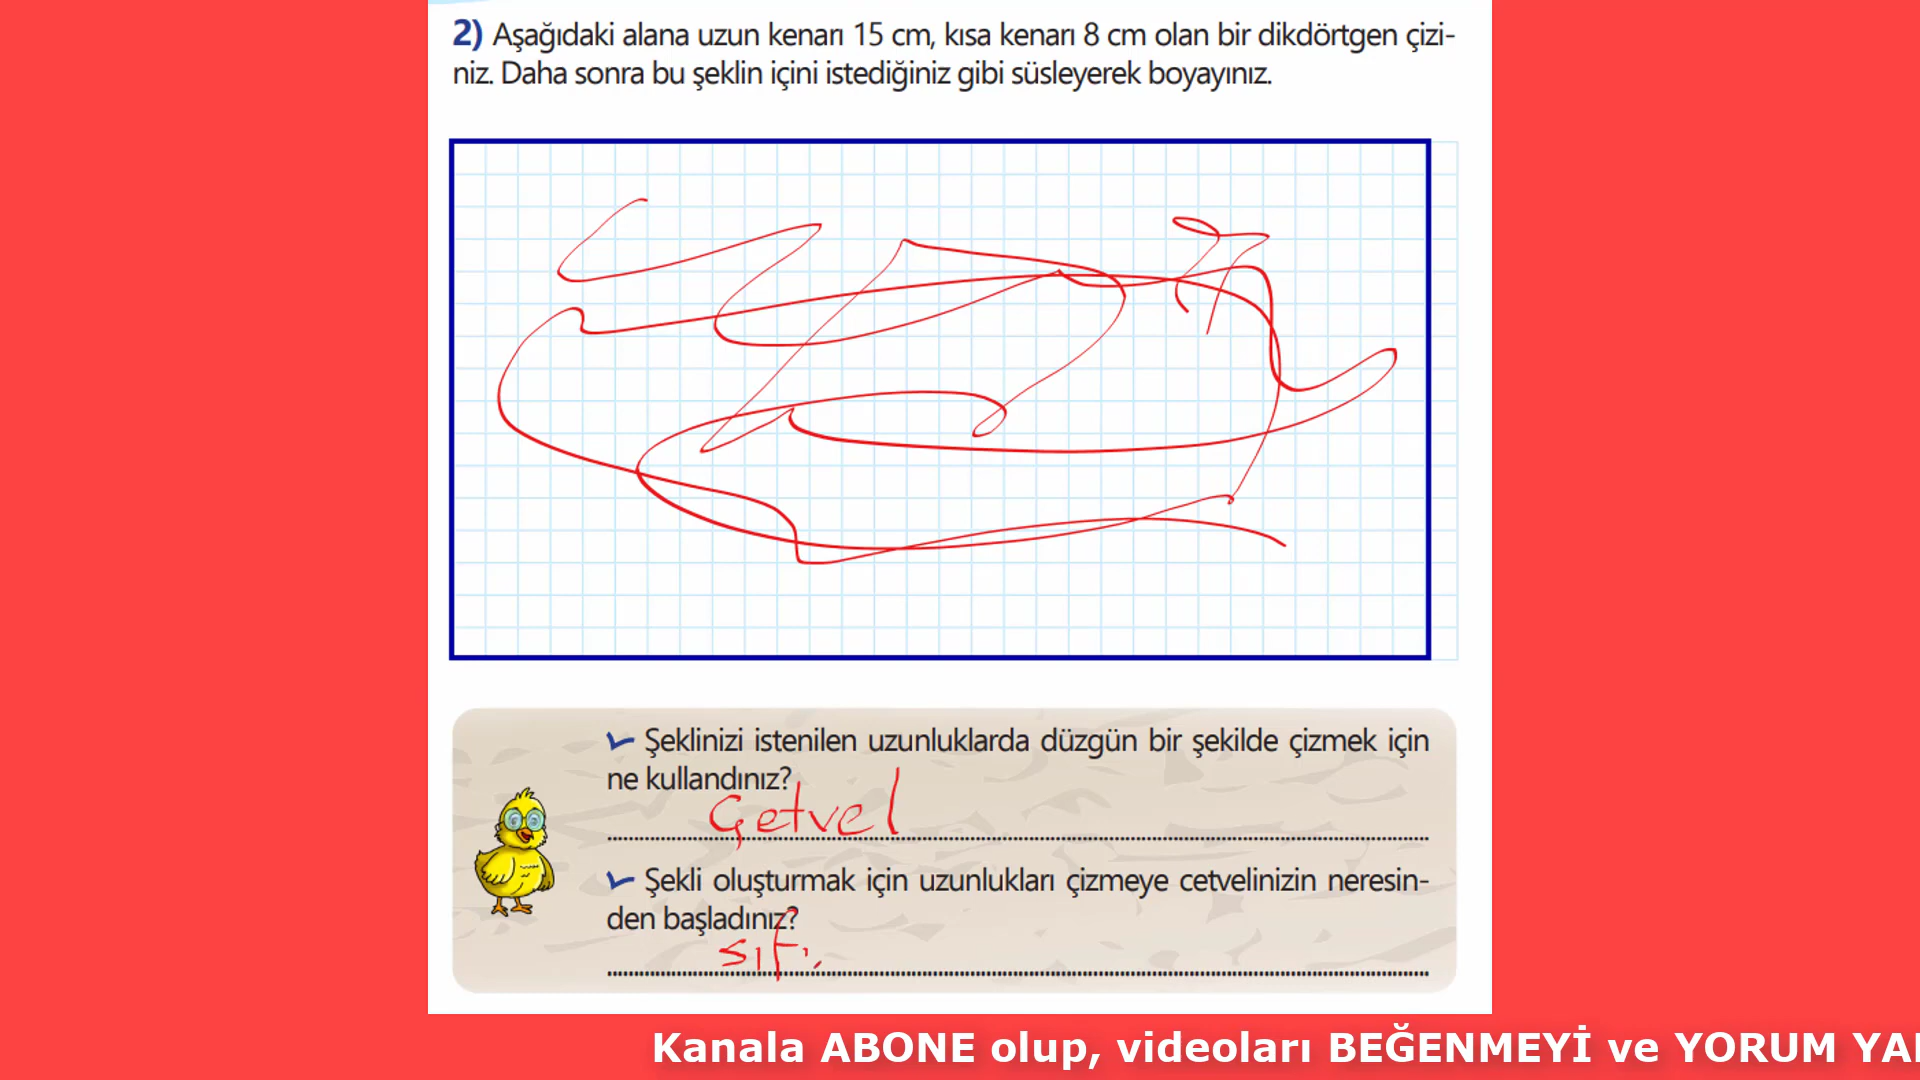 2) Aşağıdaki alana uzun kenarı 15 cm, kısa kenarı 8 cm olan bir dikdörtgen çizi-
niz. Daha sonra bu şeklin içini istediğiniz gibi süsleyerek boyayınız.
Şeklinizi istenilen uzunluklarda düzgün bir şekilde çizmek için
ne kullandınız?
Çetvel
Şekli oluşturmak için uzunlukları çizmeye cetvelinizin neresin-
den başladınız?
sıf
Kanala ABONE olup, videoları BEĞENMEYİ ve YORUM YA